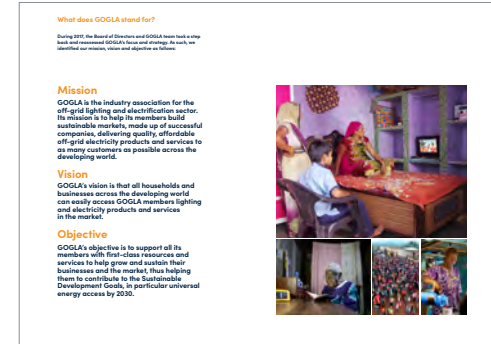 What does GOGLA stand for?
During 2017, the Board of Directors and GOGLA team took a step
back and reassessed GOGLA's focus and strategy. As such, we
identified our mission, vision and objective as follows:
Mission
GOGLA is the industry association for the
off-grid lighting and electrification sector.
Its mission is to help its members build
sustainable markets, made up of successful
companies, delivering quality, affordable
off-grid electricity products and services to
as many customers as possible across the
developing world.
Vision
GOGLA's vision is that all households and
businesses across the developing world
can easily access GOGLA members lighting
and electricity products and services
in the market.
Objective
GOGLA's objective is to support all its
members with first-class resources and
services to help grow and sustain their
businesses and the market, thus helping
them to contribute to the Sustainable
Development Goals, in particular universal
energy access by 2030.